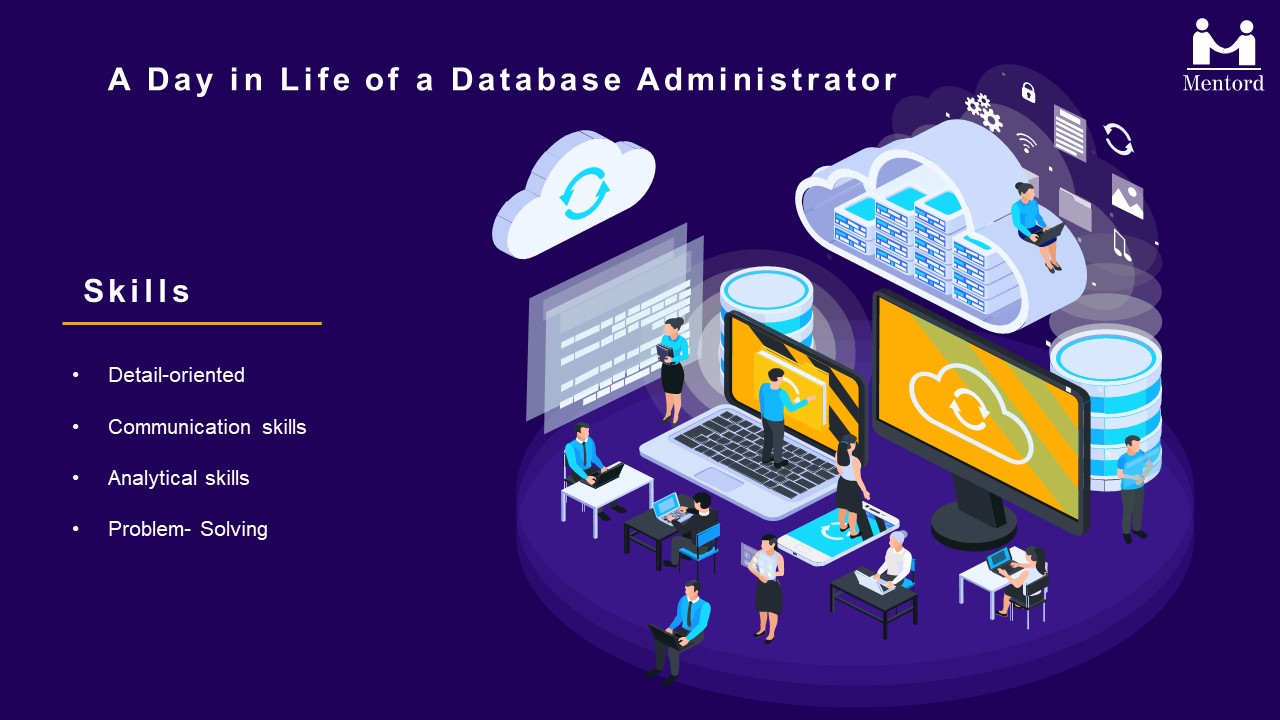 A Day in Life of a Database Administrator
Mentord
Skills
• Detail-oriented
• Communication skills
• Analytical skills
• Problem- Solving